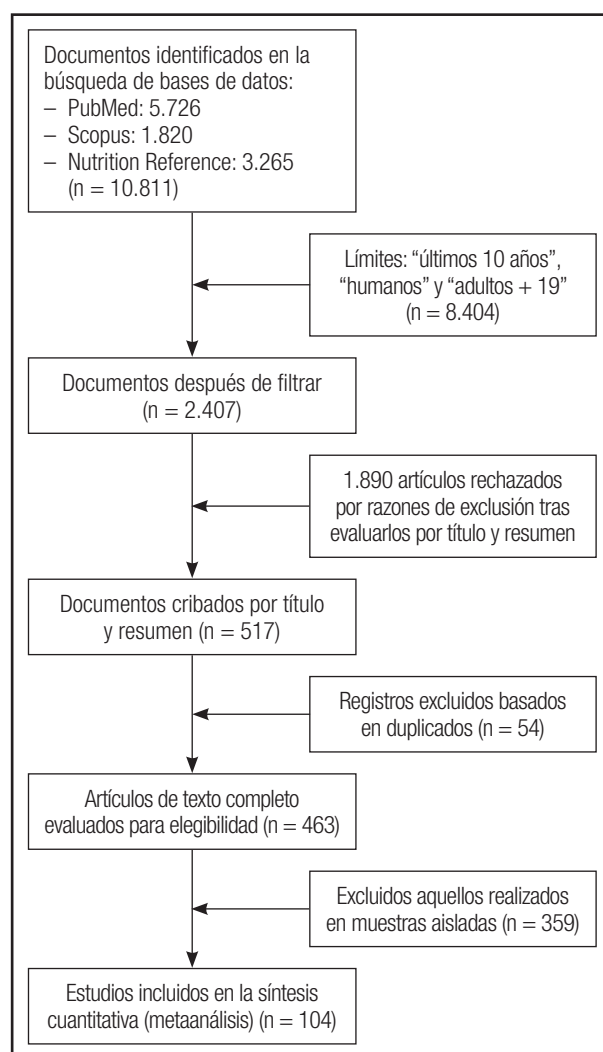 Documentos identificados en la
búsqueda de bases de datos:
– PubMed: 5.726
– Scopus: 1.820
– Nutrition Reference: 3.265
(n = 10.811)
Límites: “últimos 10 años”,
“humanos” y “adultos + 19”
(n = 8.404)
Documentos después de filtrar
(n = 2.407)
1.890 artículos rechazados
por razones de exclusión tras
evaluarlos por título y resumen
Documentos cribados por título
y resumen (n = 517)
Registros excluidos basados
en duplicados (n = 54)
Artículos de texto completo
evaluados para elegibilidad (n = 463)
Excluidos aquellos realizados
en muestras aisladas (n = 359)
Estudios incluidos en la síntesis
cuantitativa (metaanálisis) (n = 104)